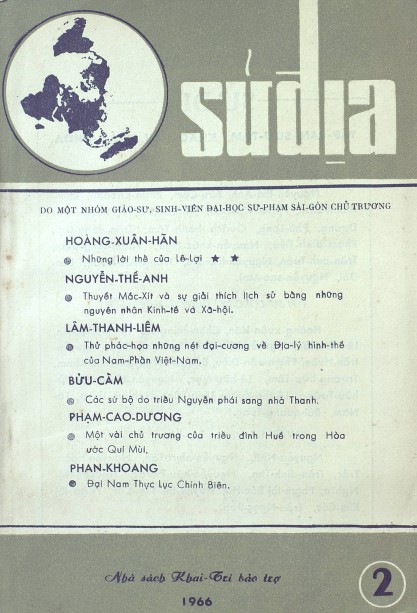 sửđịa
DO MỘT NHÓM GIÁO-SƯ, SINH-VIÊN ĐẠI-HỌC SƯ-PHẠM SÀI-GÒN CHỦ TRƯƠNG
HOÀNG-XUÂN-HÃN
Những lời thề của Lê-Lợi ★ ★
NGUYỄN-THẾ-ANH
Thuyết Mác-Xít và sự giải thích lịch sử bằng những
nguyên nhân Kinh-tế và Xã-hội.
LÂM-THANH-LIÊM
Thử phác-họa những nét đại-cương về Địa-lý hình-thể
của Nam-Phần Việt-Nam.
BỬU-CẦM
Các sứ bộ do triều Nguyễn phái sang nhà Thanh.
PHẠM-CAO-DƯƠNG
Một vài chủ trương của triều đình Huế trong Hòa
ước Quí Mùi.
PHAN-KHOANG
Đại Nam Thực Lục Chính Biên.
Nhà sách Khai-Trí bảo trợ
1966
2